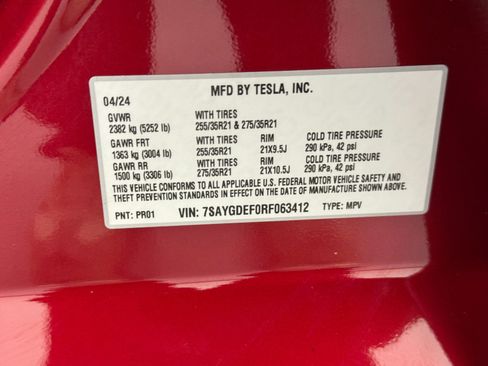 MFD BY TESLA, INC.
04/24
GVWR WITH TIRES
2382 kg (5252 lb) 255/35R21 & 275/35R21
GAWR FRT WITH TIRES RIMS COLD TIRE PRESSURE
1363 kg (3004 lb) 255/35R21 21X9.5J 290 kPa, 42 psi
GAWR RR WITH TIRES RIMS COLD TIRE PRESSURE
1500 kg (3306 lb) 275/35R21 21X10.5J 290 kPa, 42 psi
THIS VEHICLE CONFORMS TO ALL APPLICABLE U.S. FEDERAL MOTOR VEHICLE SAFETY AND
THEFT PREVENTION STANDARDS IN EFFECT ON THE DATE OF MANUFACTURE SHOWN ABOVE.
PNT: PR01 VIN: 7SAYGDEF0RF063412 TYPE: MPV